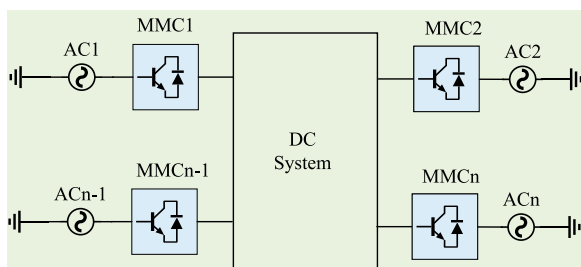 MMC1
MMC2
AC1
AC2
DC
System
MMCn-1
MMCn
ACn-1
ACn